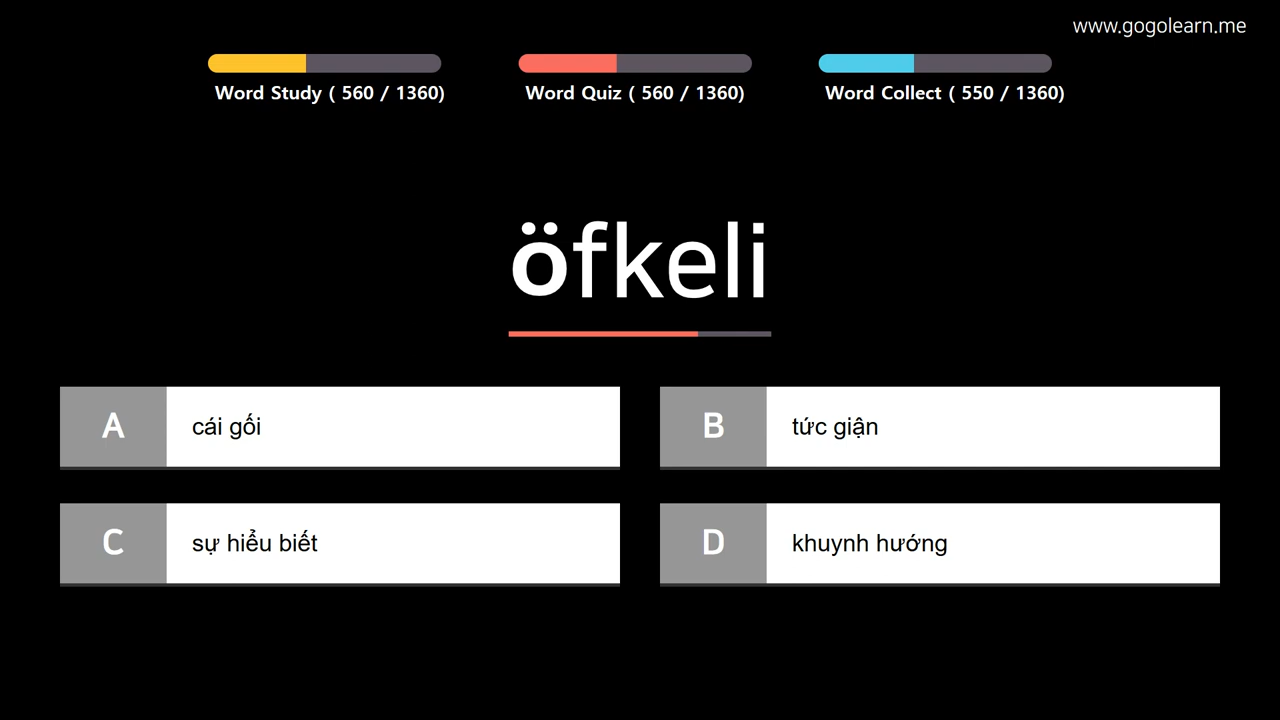 www.gogolearn.me
Word Study ( 560 / 1360)
Word Quiz ( 560 / 1360)
Word Collect ( 550 / 1360)
öfkeli
A
cái gối
B
tức giận
C
sự hiểu biết
D
khuynh hướng